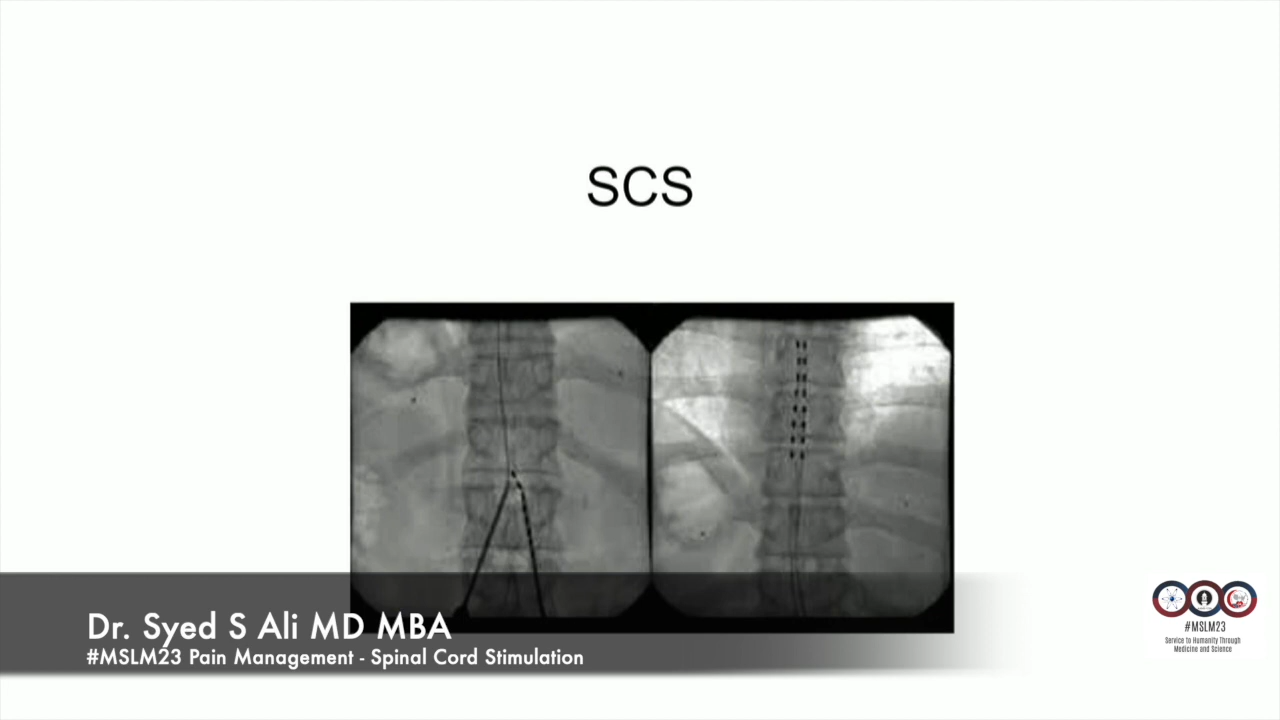 SCS
Dr. Syed S Ali MD MBA
#MSLM23 Pain Management - Spinal Cord Stimulation
#MSLM23
Service to Humanity Through
Medicine and Science